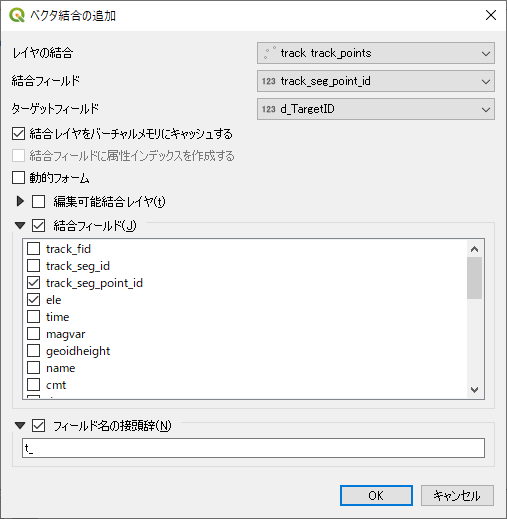 ベクタ結合の追加
レイヤの結合
track track_points
結合フィールド
123 track_seg_point_id
ターゲットフィールド
123 d_TargetID
結合レイヤをバーチャルメモリにキャッシュする
結合フィールドに属性インデックスを作成する
動的フォーム
編集可能結合レイヤ(t)
結合フィールド(J)
track_fid
track_seg_id
track_seg_point_id
ele
time
magvar
geoidheight
name
cmt
フィールド名の接頭辞(N)
t_
OK
キャンセル